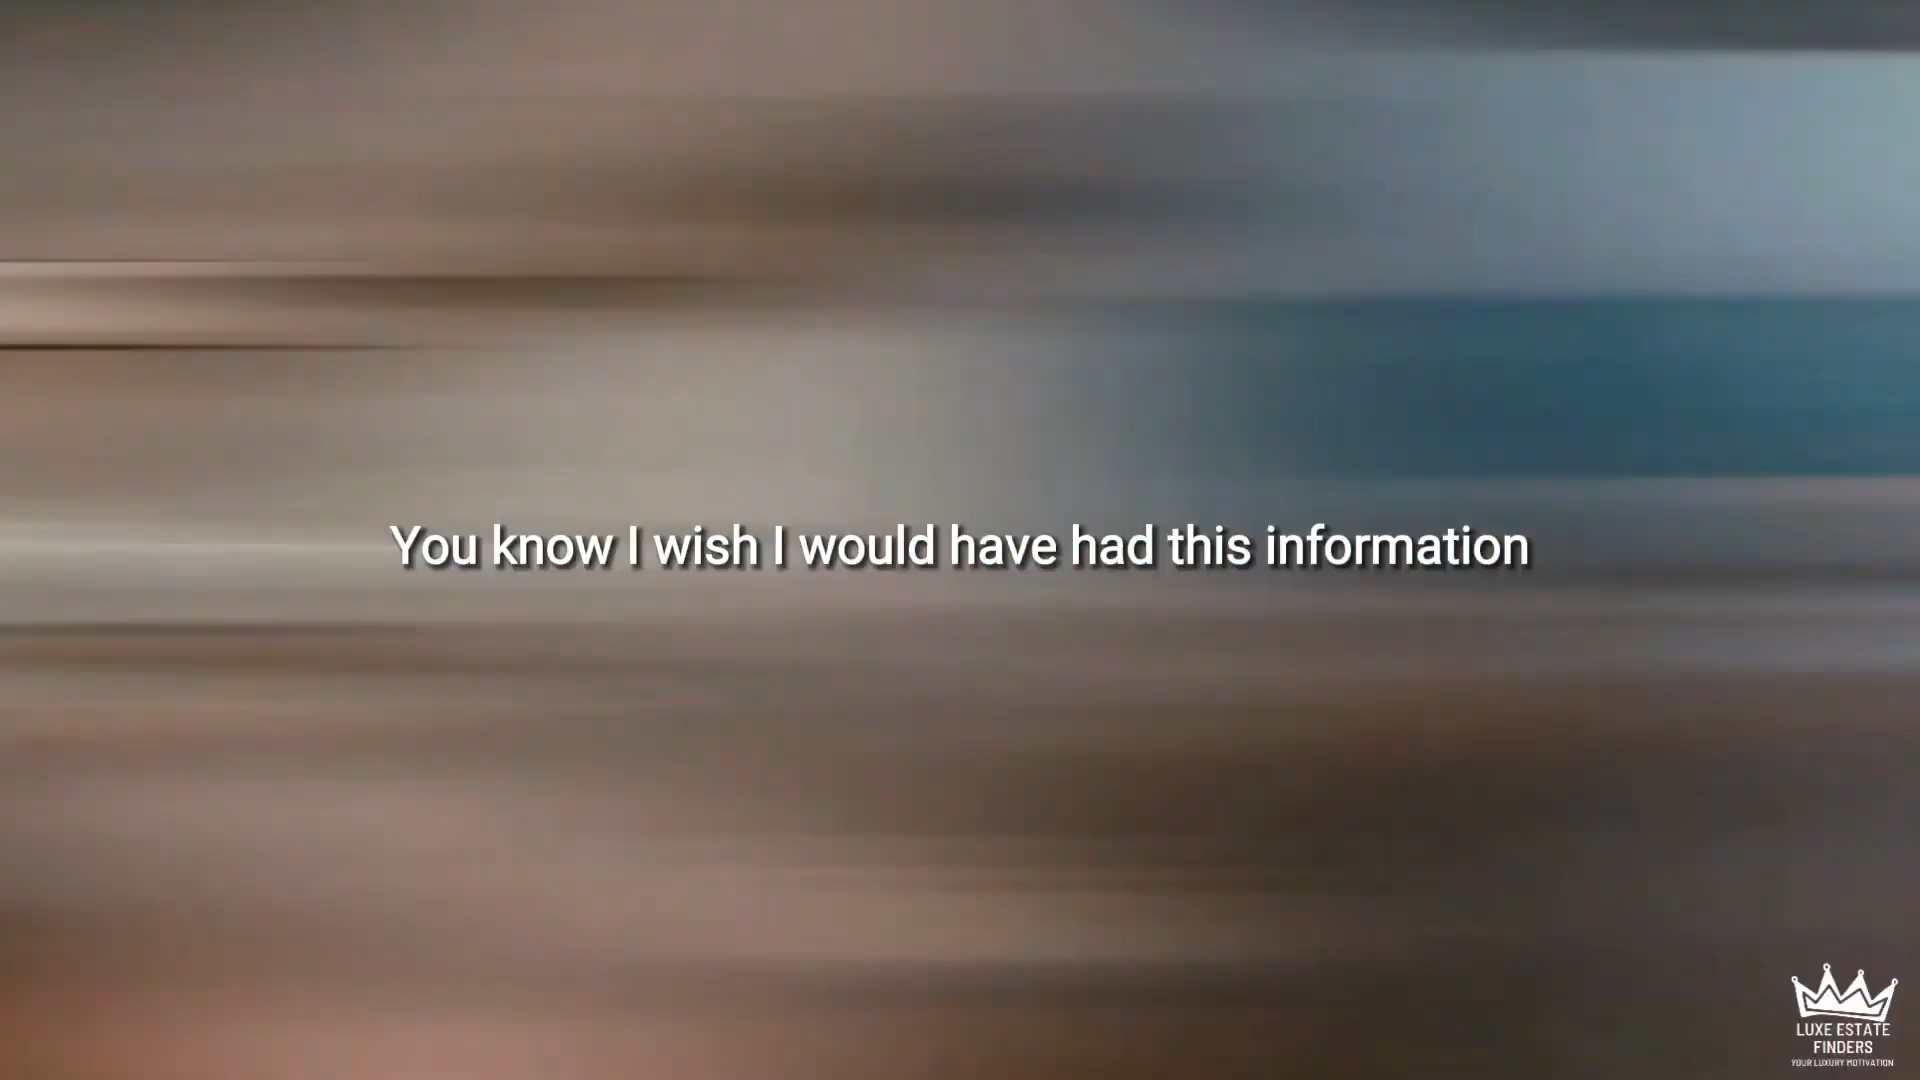 You know I wish I would have had this information
LUXE ESTATE
FINDERS
YOUR LUXURY MOTIVATION